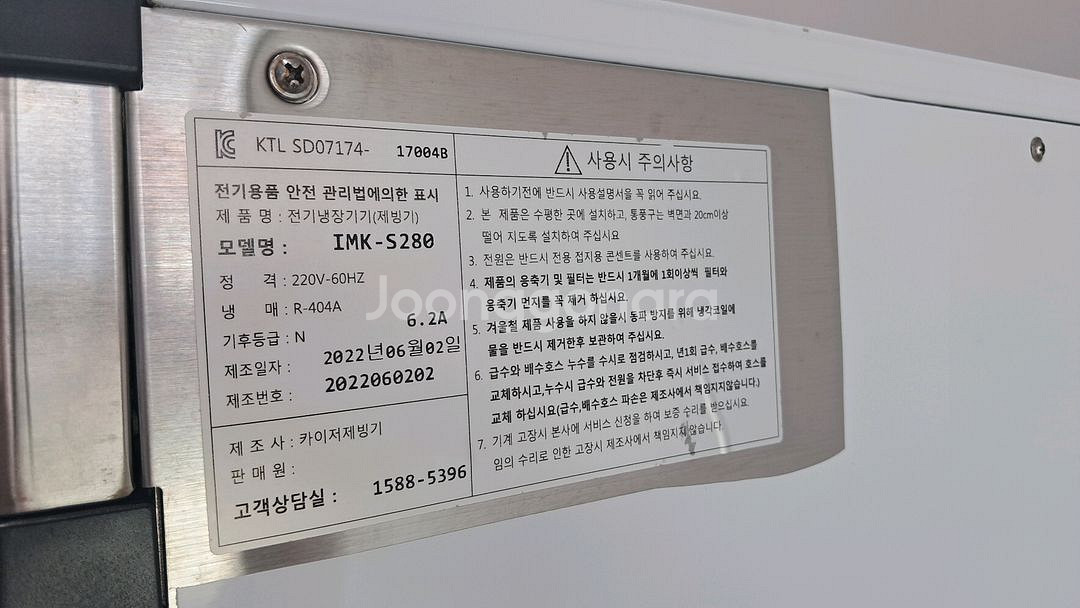 KTL SD07174- 17004B
전기용품 안전 관리법에의한 표시
제 품 명 : 전기냉장기기(제빙기)
모델명 : IMK-S280
정 격 : 220V-60HZ
냉 매 : R-404A
6.2A
기후등급 : N
제조일자 : 2022년06월02일
제조번호 : 2022060202
제 조 사 : 카이저제빙기
판 매 원 :
고객상담실 : 1588-5396
사용시 주의사항
1. 사용하기전에 반드시 사용설명서을 꼭 읽어 주십시요.
2. 본 제품은 수평한 곳에 설치하고, 통풍구는 벽면과 20cm이상
떨어 지도록 설치하여 주십시요
3. 전원은 반드시 전용 접지용 콘센트를 사용하여 주십시요.
4. 제품의 응축기 및 필터는 반드시 1개월에 1회이상씩 필터와
응축기 먼지를 꼭 제거 하십시요.
5. 겨울철 제품 사용을 하지 않을시 동파 방지를 위해 냉각코일에
물을 반드시 제거한후 보관하여 주십시요.
6. 급수와 배수호스 누수를 수시로 점검하시고, 년1회 급수, 배수호스를
교체하시고,누수시 급수와 전원을 차단후 즉시 서비스 접수하여 호스를
교체 하십시요(급수,배수호스 파손은 제조사에서 책임지지않습니다.)
7. 기계 고장시 본사에 서비스 신청을 하여 보증 수리를 받으십시요.
임의 수리로 인한 고장시 제조사에서 책임지지 않습니다.
Joonggonara